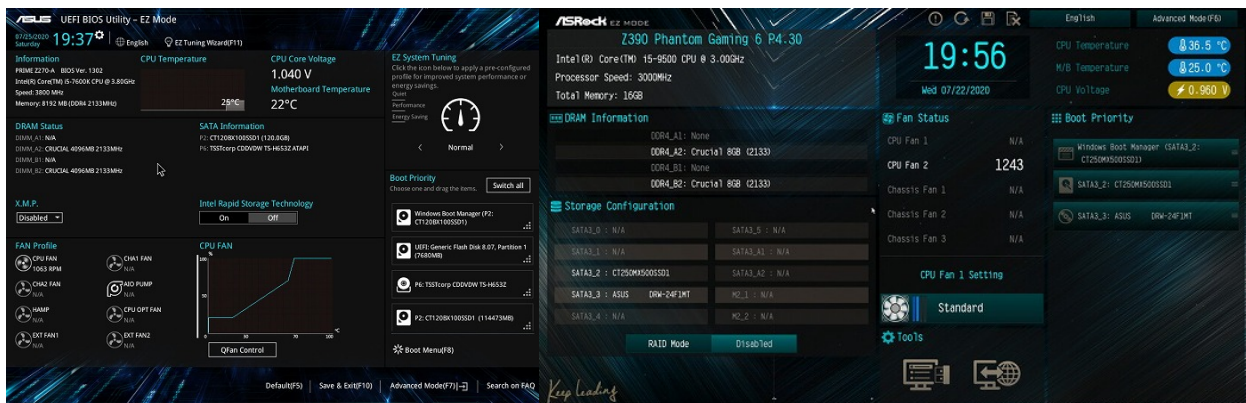 ASUS UEFI BIOS Utility – EZ Mode
07/25/2020
Saturday
19:37
English
EZ Tuning Wizard(F11)
Information
PRIME Z270-A BIOS Ver. 1302
Intel(R) Core(TM) i5-7600K CPU @ 3.80GHz
Speed: 3800 MHz
Memory: 8192 MB (DDR4 2133MHz)
CPU Temperature
25°C
CPU Core Voltage
1.040 V
Motherboard Temperature
22°C
DRAM Status
DIMM_A1: N/A
DIMM_A2: CRUCIAL 4096MB 2133MHz
DIMM_B1: N/A
DIMM_B2: CRUCIAL 4096MB 2133MHz
SATA Information
P2: CT120BX100SSD1 (120.0GB)
P6: TSSTcorp CDDVDW TS-H653Z ATAPI
X.M.P.
Disabled
Intel Rapid Storage Technology
On
Off
FAN Profile
CPU FAN
1063 RPM
CHA1 FAN
N/A
CHA2 FAN
N/A
AIO PUMP
N/A
HAMP
N/A
CPU OPT FAN
N/A
EXT FAN1
N/A
EXT FAN2
N/A
CPU FAN
%
100
50
0
30
70
100
°C
QFan Control
EZ System Tuning
Click the icon below to apply a pre-configured
profile for improved system performance or
energy savings.
Quiet
Performance
Energy Saving
Normal
Boot Priority
Choose one and drag the items.
Switch all
Windows Boot Manager (P2:
CT120BX100SSD1)
UEFI: Generic Flash Disk 8.07, Partition 1
(7680MB)
P6: TSSTcorp CDDVDW TS-H653Z
P2: CT120BX100SSD1 (114473MB)
Boot Menu(F8)
Default(F5)
Save & Exit(F10)
Advanced Mode(F7)
Search on FAQ
ASRock EZ MODE
Z390 Phantom Gaming 6 P4.30
Intel(R) Core(TM) i5-9500 CPU @ 3.00GHz
Processor Speed: 3000MHz
Total Memory: 16GB
English
Advanced Mode(F6)
19:56
Wed 07/22/2020
CPU Temperature
36.5 °C
M/B Temperature
25.0 °C
CPU Voltage
0.960 V
DRAM Information
DDR4_A1: None
DDR4_A2: Crucial 8GB (2133)
DDR4_B1: None
DDR4_B2: Crucial 8GB (2133)
Storage Configuration
SATA3_0 : N/A
SATA3_5 : N/A
SATA3_1 : N/A
SATA3_A1 : N/A
SATA3_2 : CT250MX500SSD1
SATA3_A2 : N/A
SATA3_3 : ASUS DRW-24F1MT
M2_1 : N/A
SATA3_4 : N/A
M2_2 : N/A
RAID Mode
Disabled
Keep Leading
Fan Status
CPU Fan 1
N/A
CPU Fan 2
1243
Chassis Fan 1
N/A
Chassis Fan 2
N/A
Chassis Fan 3
N/A
CPU Fan 1 Setting
Standard
Tools
Boot Priority
Windows Boot Manager (SATA3_2:
CT250MX500SSD1)
SATA3_2: CT250MX500SSD1
SATA3_3: ASUS DRW-24F1MT